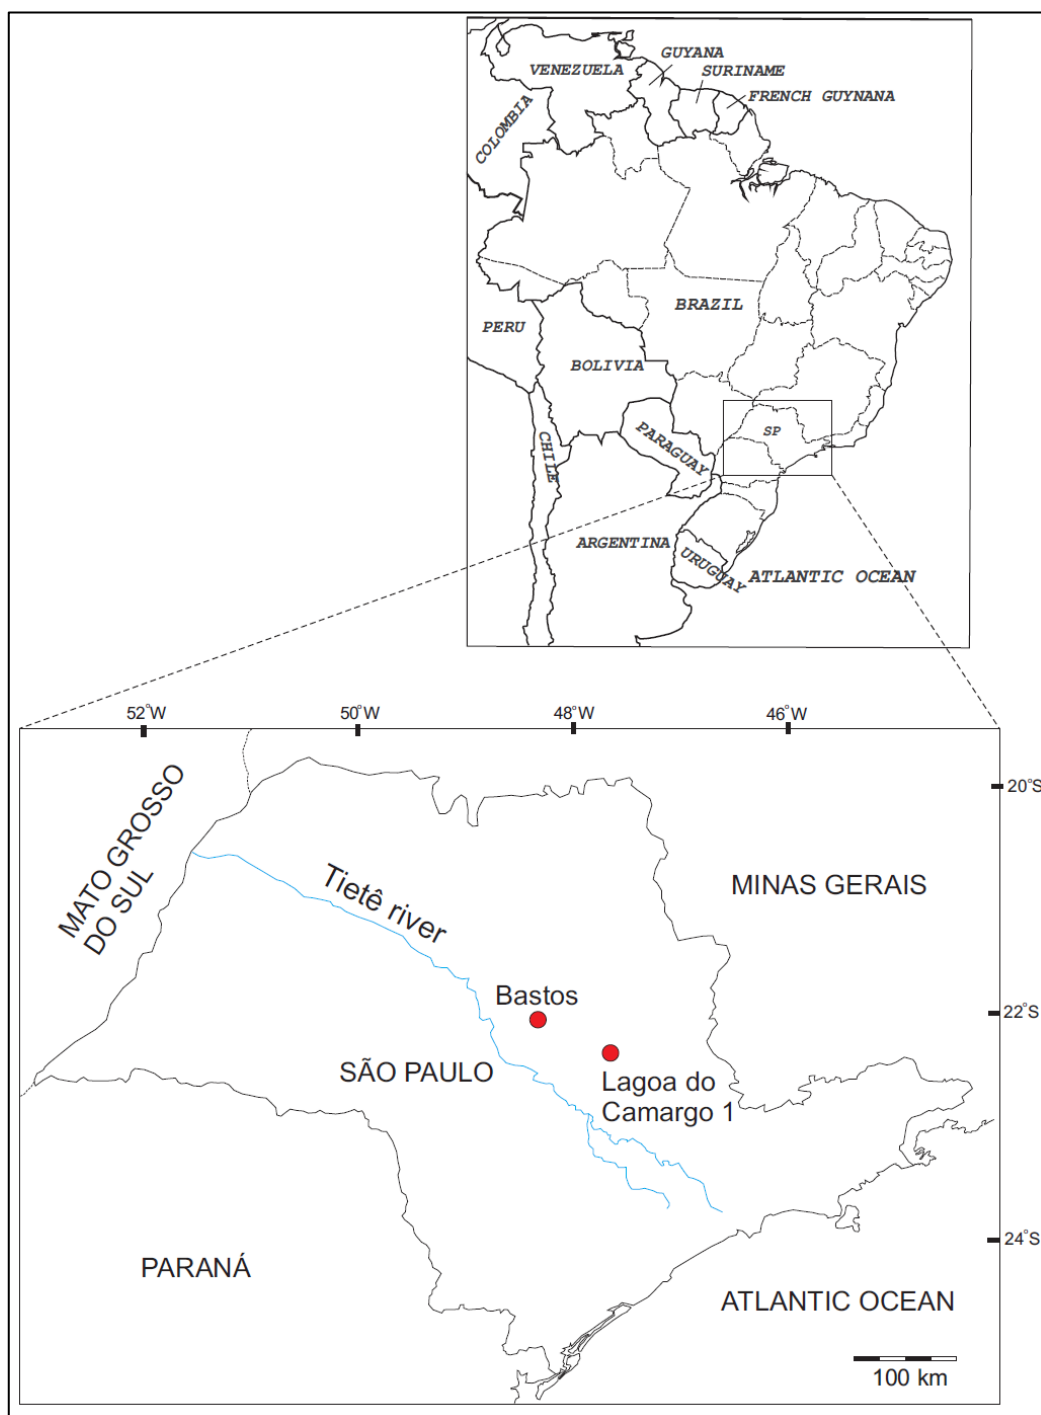 GUYANA
VENEZUELA
SURINAME
FRENCH GUYNANA
COLOMBIA
BRAZIL
PERU
BOLIVIA
SP
PARAGUAY
CHILE
ARGENTINA
URUGUAY
ATLANTIC OCEAN
52°W
50°W
48°W
46°W
20°S
MATO GROSSO
DO SUL
Tietê river
MINAS GERAIS
Bastos
22°S
SÃO PAULO
Lagoa do
Camargo 1
24°S
PARANÁ
ATLANTIC OCEAN
100 km